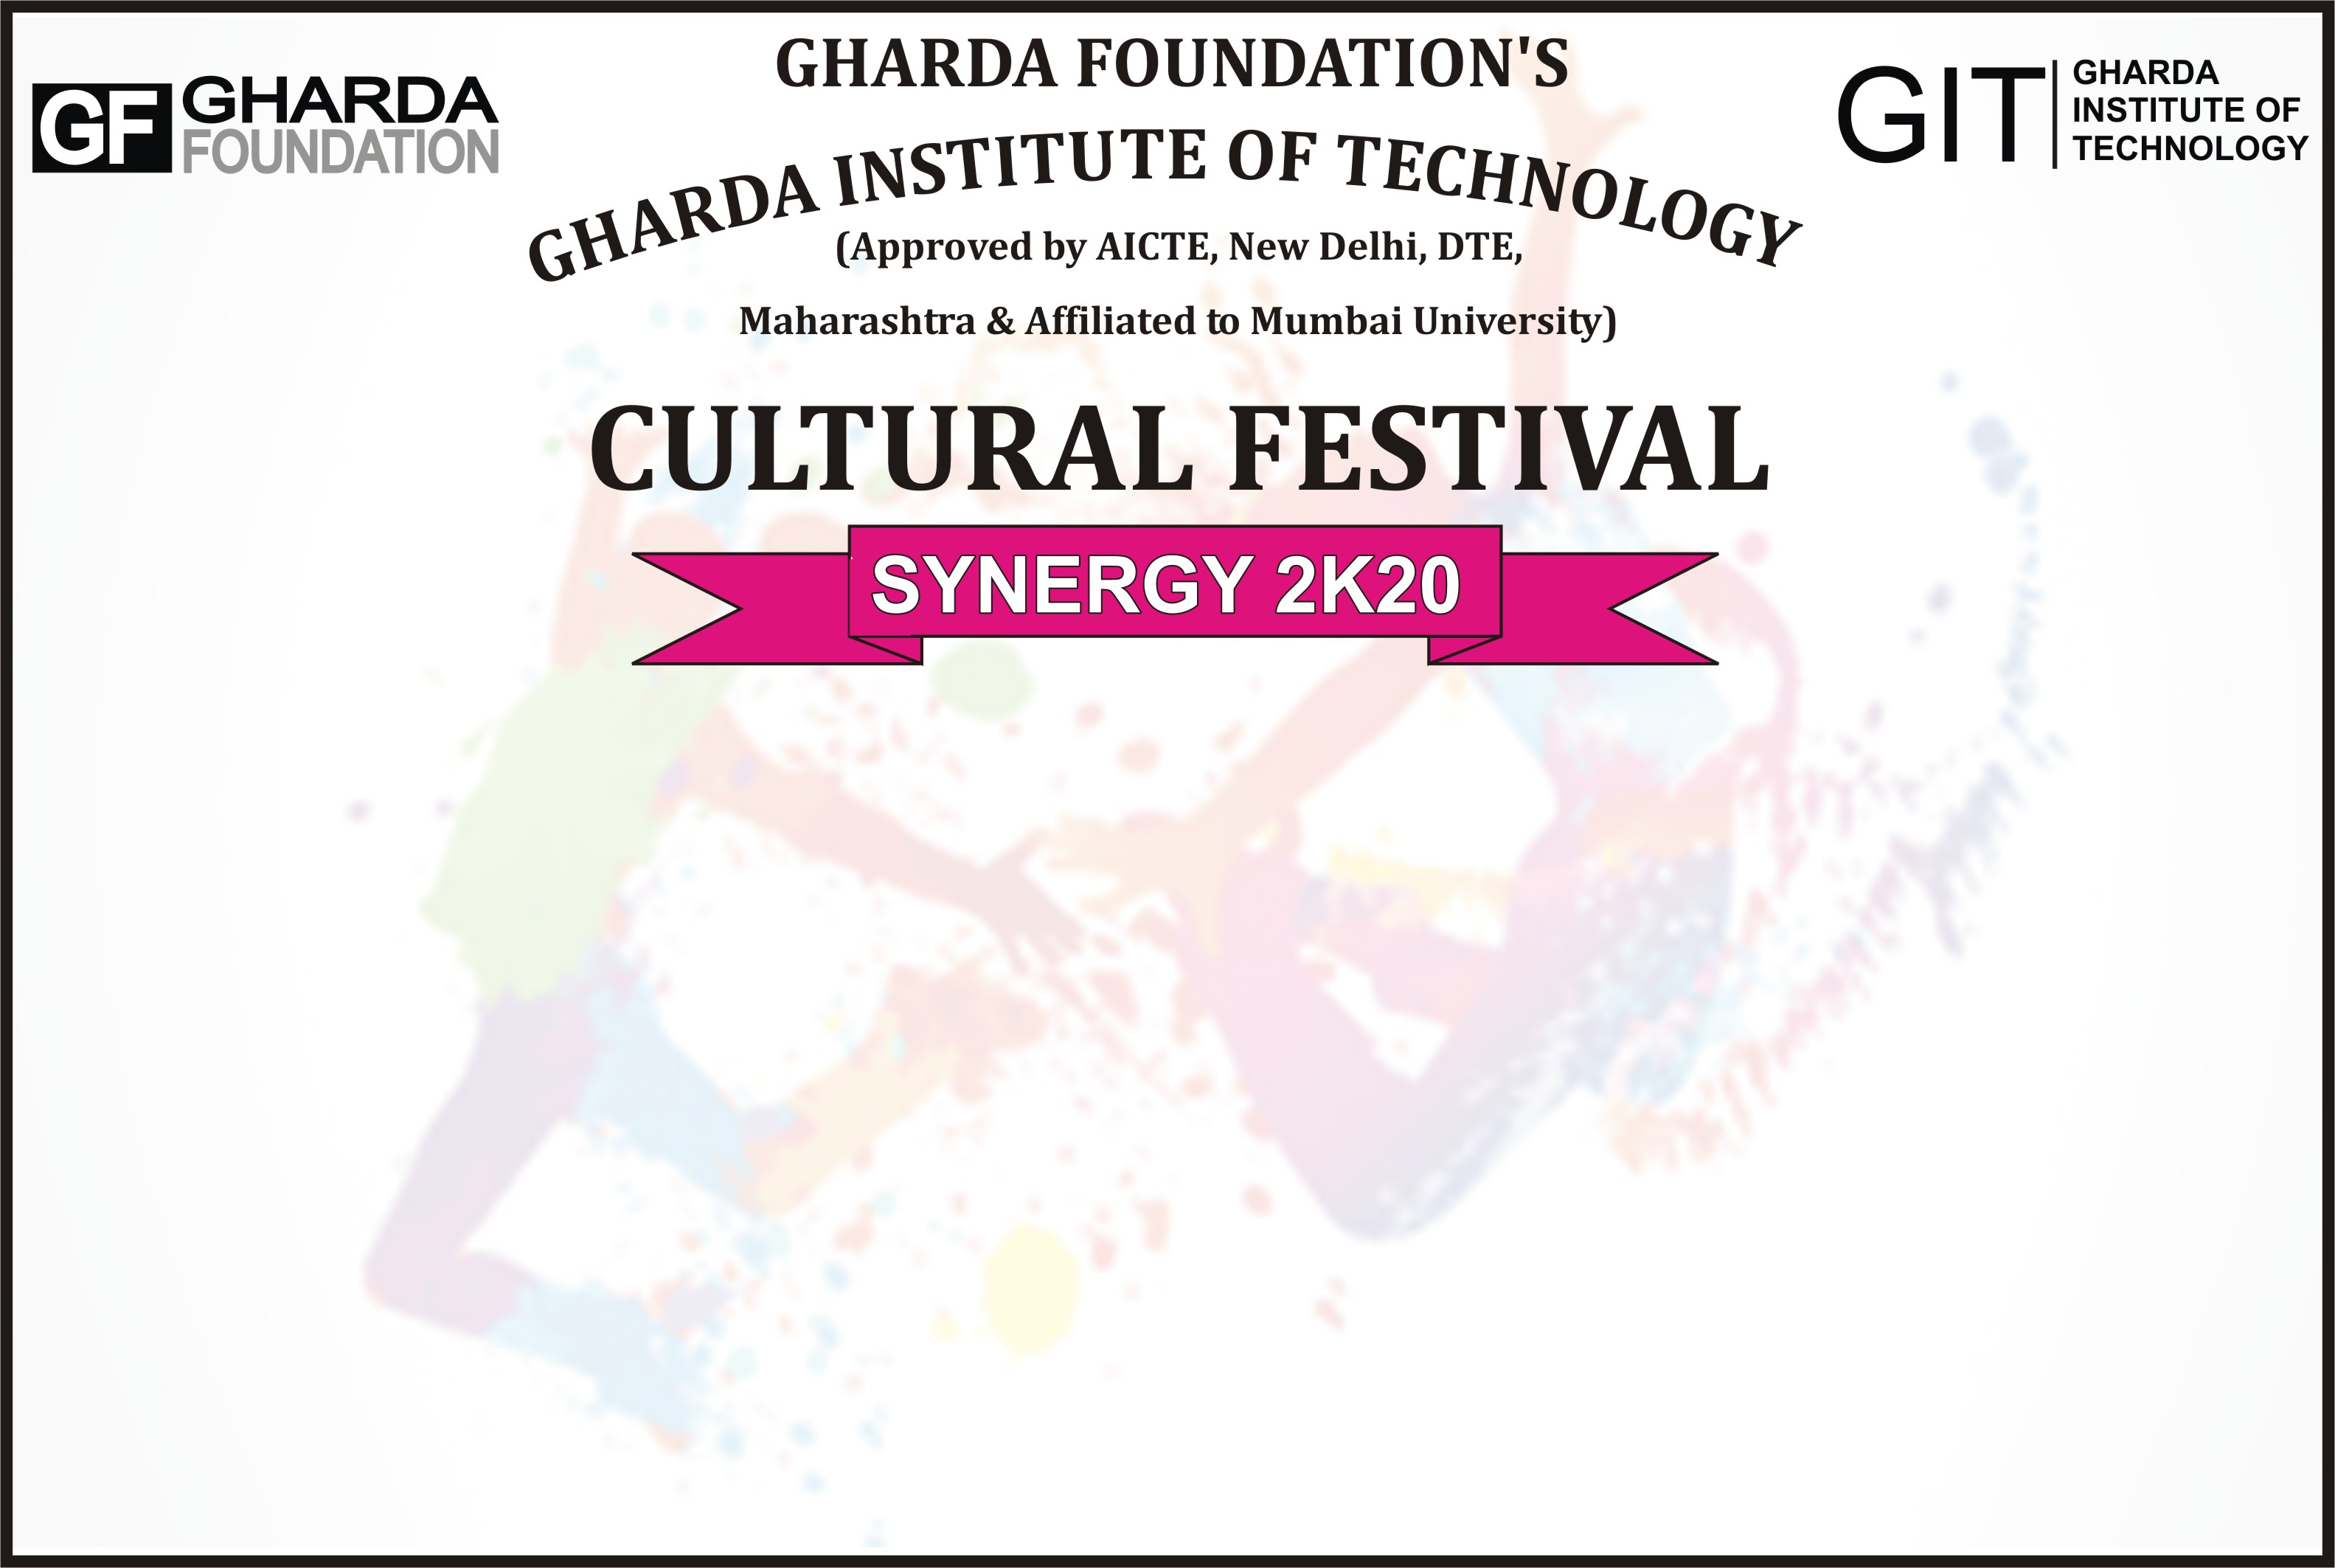 GHARDA FOUNDATION'S
GF GHARDA
FOUNDATION
GIT
GHARDA
INSTITUTE OF
TECHNOLOGY
GHARDA INSTITUTE OF TECHNOLOGY
(Approved by AICTE, New Delhi, DTE,
Maharashtra & Affiliated to Mumbai University)
CULTURAL FESTIVAL
SYNERGY 2K20